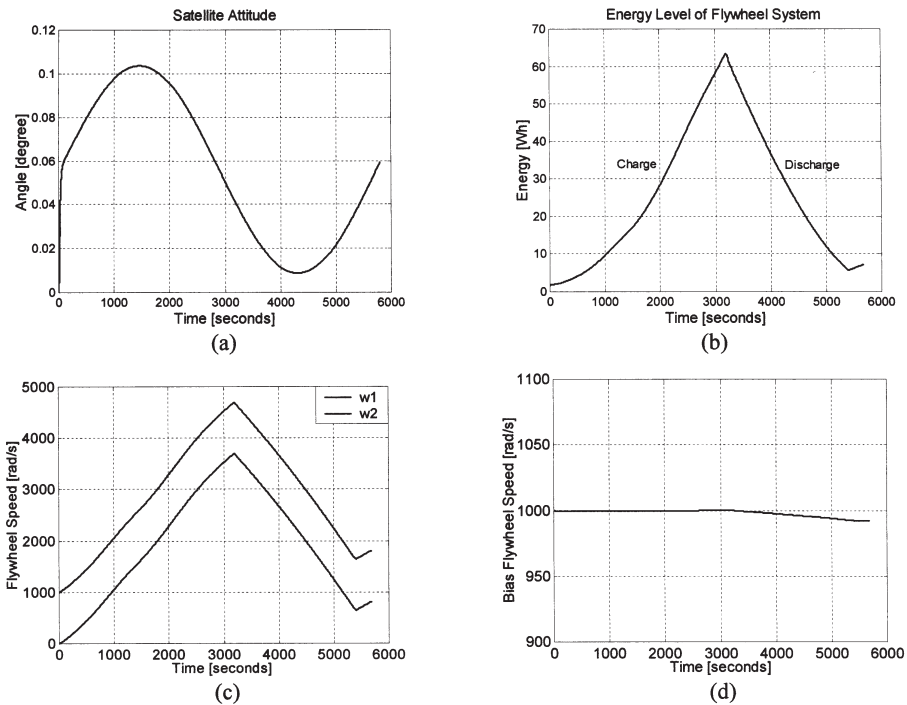 Satellite Attitude
0.12
0.1
0.08
0.06
0.04
0.02
0
Angle [degree]
0 1000 2000 3000 4000 5000 6000
Time [seconds]
(a)
Energy Level of Flywheel System
70
60
50
40
30
20
10
0
Energy [Wh]
Charge
Discharge
0 1000 2000 3000 4000 5000 6000
Time [seconds]
(b)
5000
4000
3000
2000
1000
0
Flywheel Speed [rad/s]
w1
w2
0 1000 2000 3000 4000 5000 6000
Time [seconds]
(c)
1100
1050
1000
950
900
Bias Flywheel Speed [rad/s]
0 1000 2000 3000 4000 5000 6000
Time [seconds]
(d)